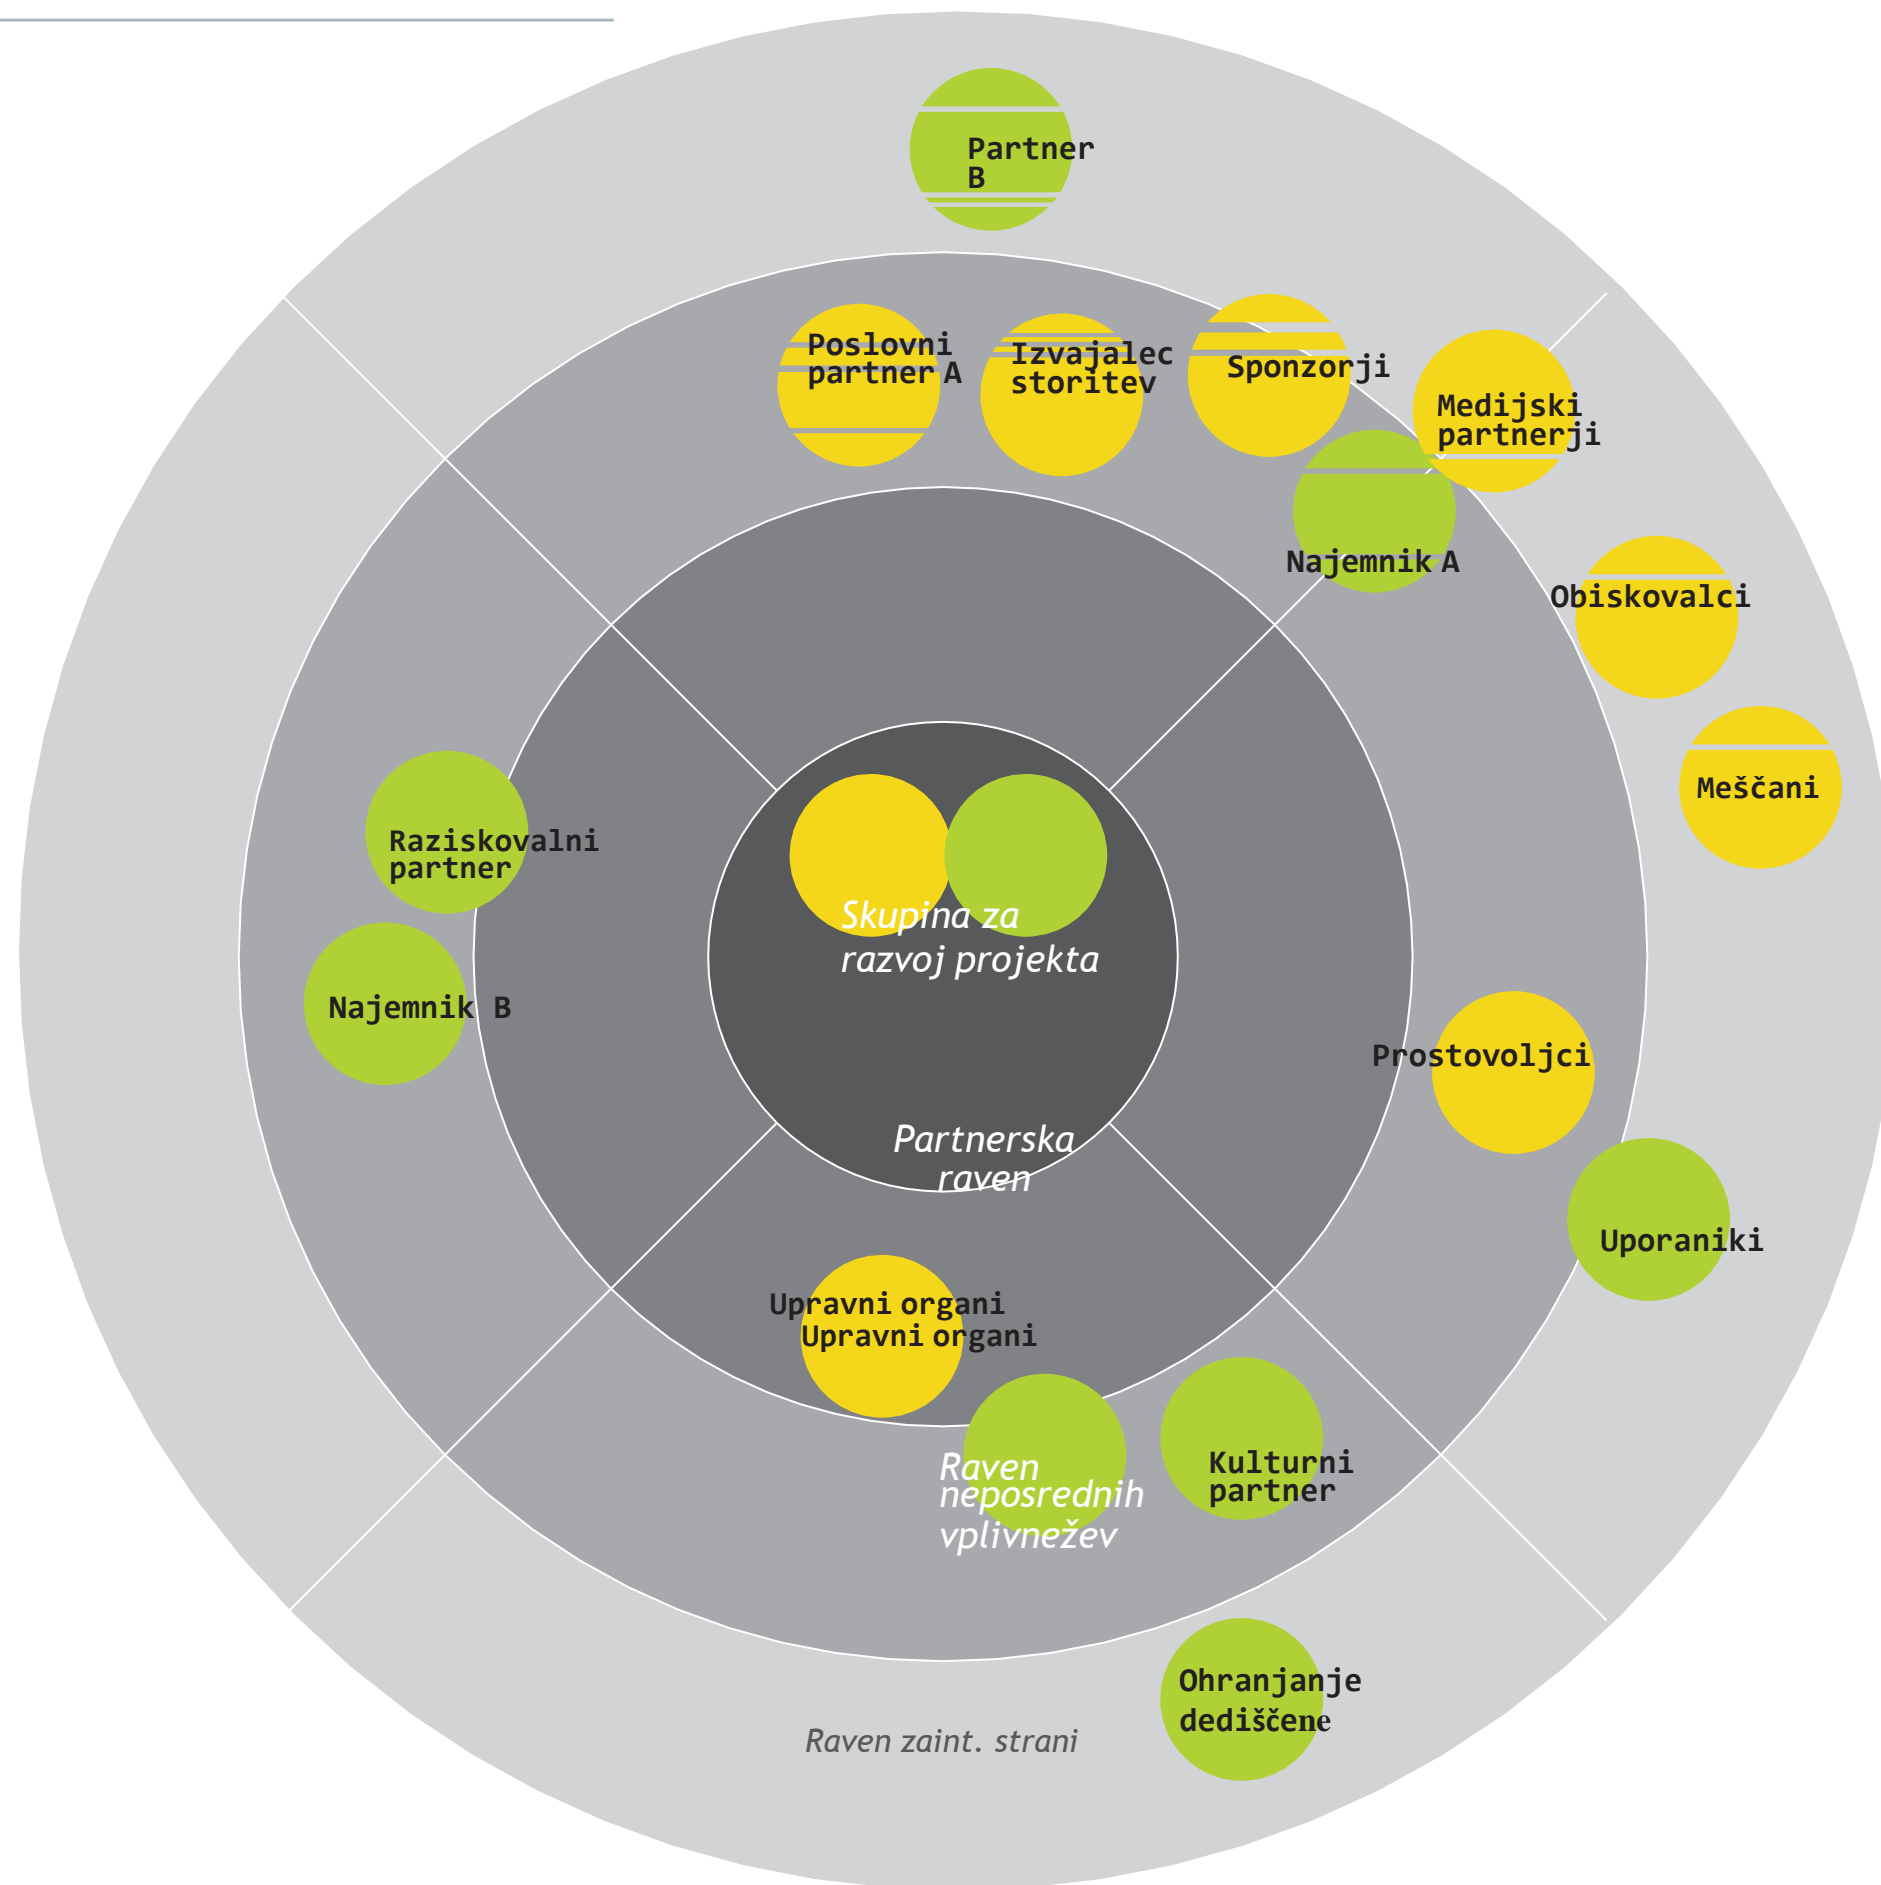 Partner
B
Poslovni
partner A
Izvajalec
storitev
Sponzorji
Medijski
partnerji
Najemnik A
Obiskovalci
Meščani
Raziskovalni
partner
Skupina za
razvoj projekta
Najemnik B
Prostovoljci
Partnerska
raven
Uporaniki
Upravni organi
Upravni organi
Raven
neposrednih
vplivnežev
Kulturni
partner
Ohranjanje
dediščene
Raven zaint. strani